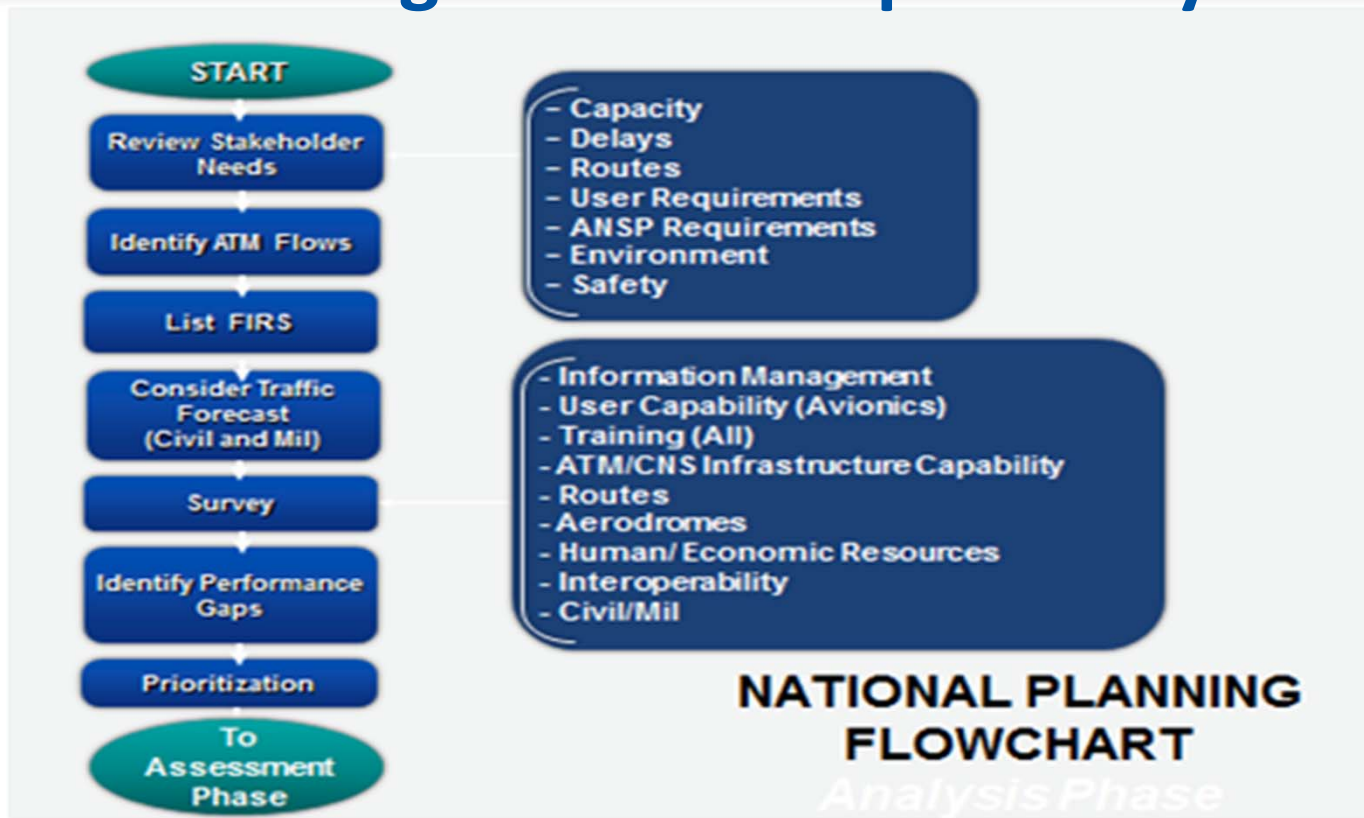 START
Review Stakeholder
Needs
Identify ATM Flows
List FIRS
Consider Traffic
Forecast
(Civil and Mil)
Survey
Identify Performance
Gaps
Prioritization
To
Assessment
Phase
– Capacity
– Delays
– Routes
– User Requirements
– ANSP Requirements
– Environment
– Safety
- Information Management
- User Capability (Avionics)
- Training (All)
- ATM/CNS Infrastructure Capability
- Routes
- Aerodromes
- Human/ Economic Resources
- Interoperability
- Civil/Mil
NATIONAL PLANNING
FLOWCHART
Analysis Phase